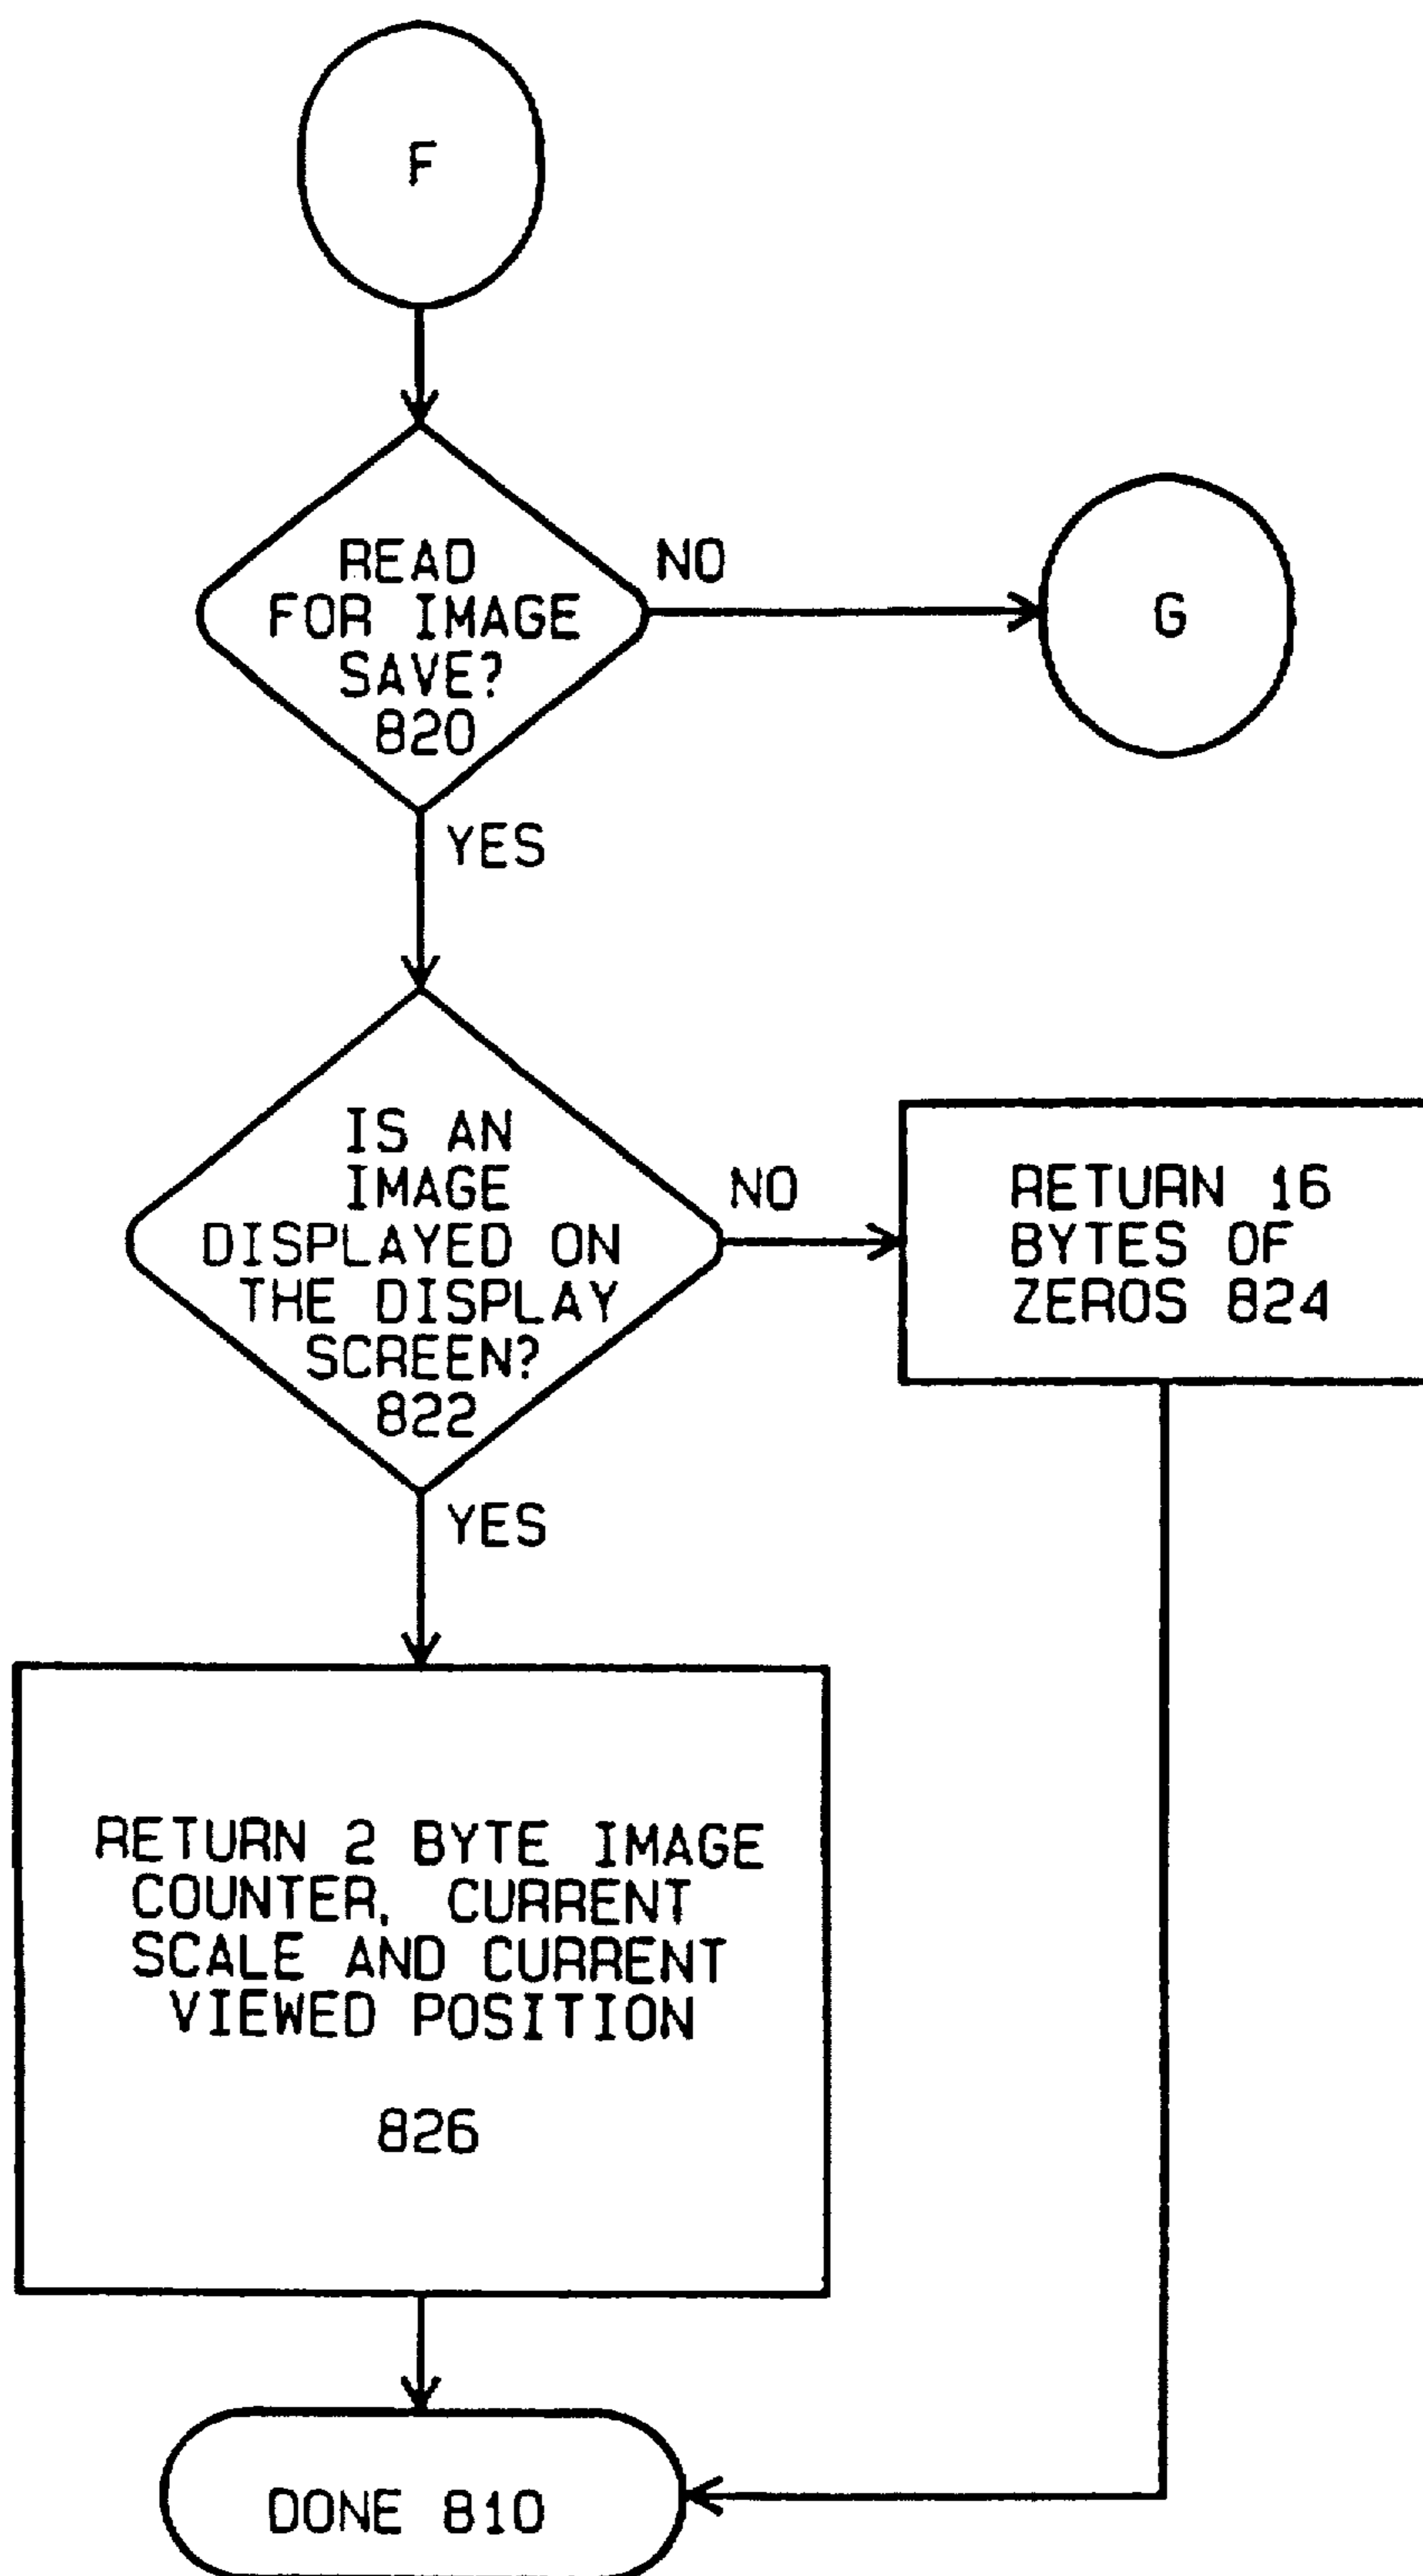 F
READ
FOR IMAGE
SAVE?
820
NO
G
YES
IS AN
IMAGE
DISPLAYED ON
THE DISPLAY
SCREEN?
822
NO
RETURN 16
BYTES OF
ZEROS 824
YES
RETURN 2 BYTE IMAGE
COUNTER, CURRENT
SCALE AND CURRENT
VIEWED POSITION
826
DONE 810